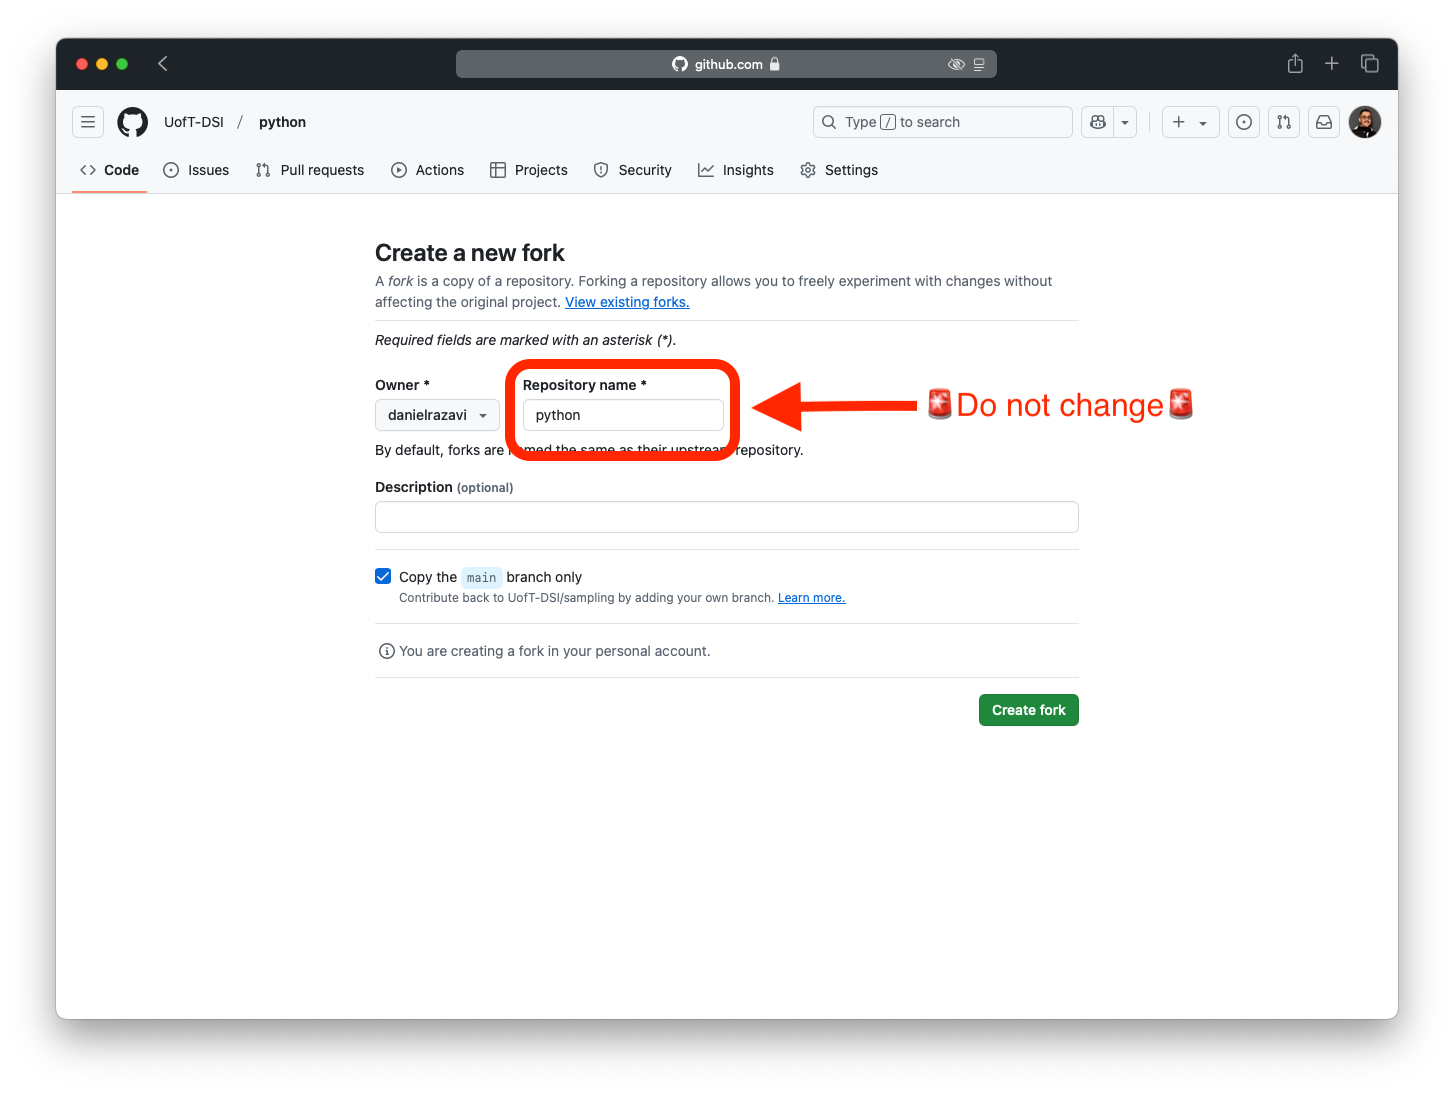 github.com
UofT-DSI / python
Type / to search
Code Issues Pull requests Actions Projects Security Insights Settings
Create a new fork
A fork is a copy of a repository. Forking a repository allows you to freely experiment with changes without
affecting the original project. View existing forks.
Required fields are marked with an asterisk (*).
Owner * Repository name *
danielrazavi python
🚨Do not change🚨
By default, forks are named the same as their upstream repository.
Description (optional)
Copy the main branch only
Contribute back to UofT-DSI/sampling by adding your own branch. Learn more.
You are creating a fork in your personal account.
Create fork